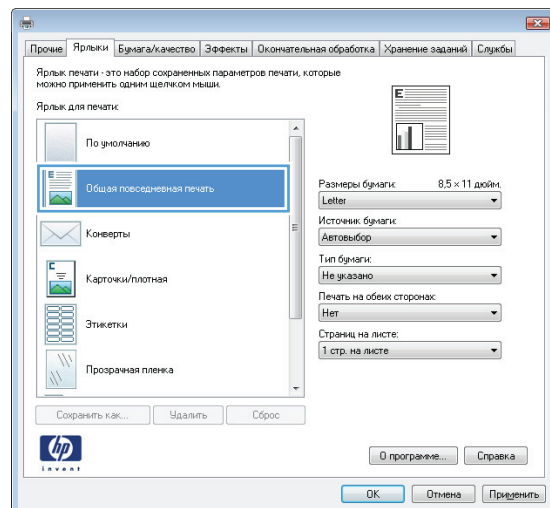 Прочие Ярлыки Бумага/качество Эффекты Окончательная обработка Хранение заданий Службы
Ярлык печати - это набор сохраненных параметров печати, которые
можно применить одним щелчком мыши.
Ярлык для печати:
По умолчанию
Общая повседневная печать
Конверты
Карточки/плотная
Этикетки
Прозрачная пленка
E
Размеры бумаги: 8,5 × 11 дюйм.
Letter
Источник бумаги:
Автовыбор
Тип бумаги:
Не указано
Печать на обеих сторонах:
Нет
Страниц на листе:
1 стр. на листе
Сохранить как... Удалить Сброс
hp
invent
О программе... Справка
OK Отмена Применить